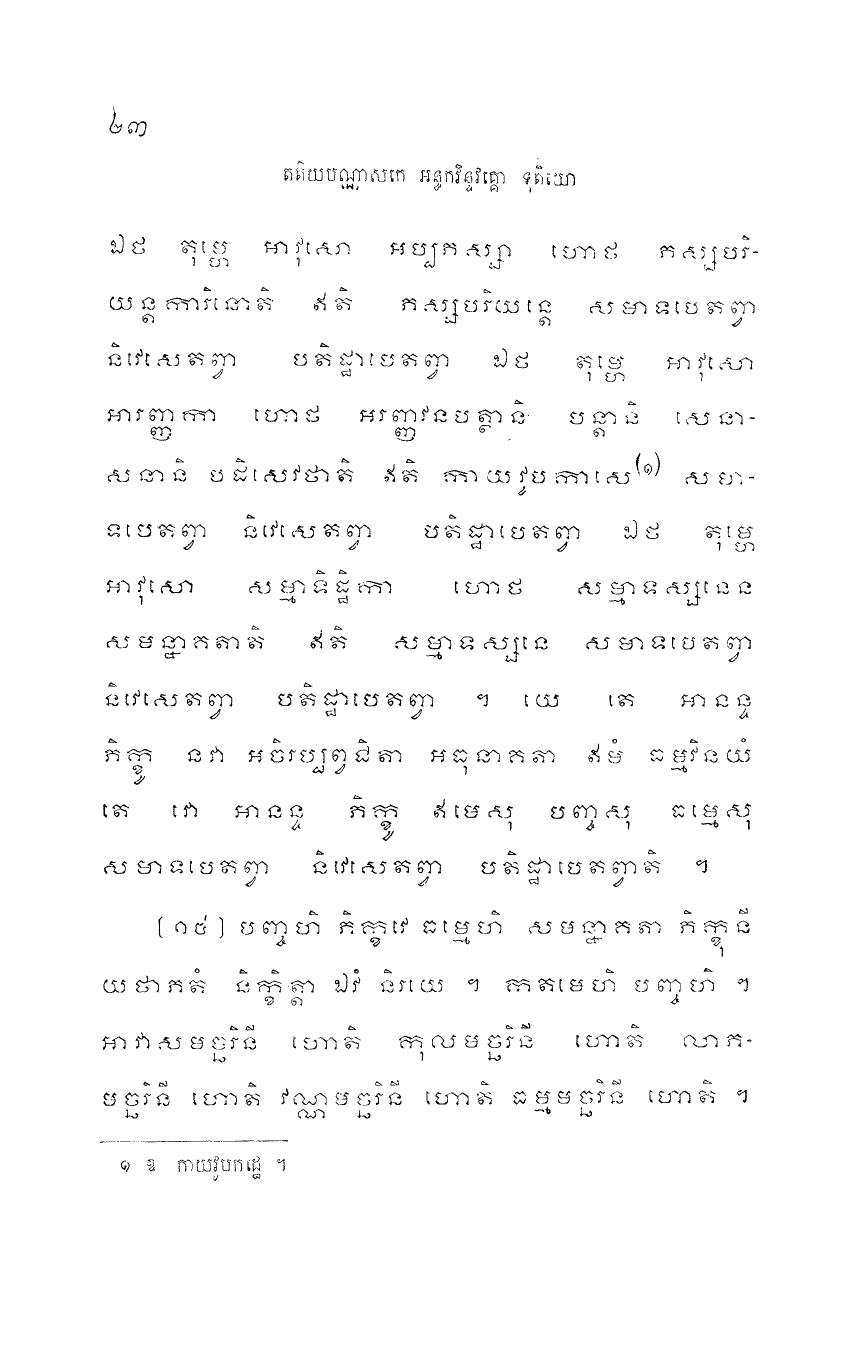 ២៣
តតិយបណ្ណាសកេ អន្ធកវិន្ទវគ្គោ ទុតិយោ
ឯថ តុម្ហេ អាវុសោ អប្បភស្សា ហោថ ភស្សបរិ-
យន្តការិនោតិ ឥតិ ភស្សបរិយន្តេ សមាទបេតព្វា
និវេសេតព្វា បតិដ្ឋាបេតព្វា ឯថ តុម្ហេ អាវុសោ
អារញ្ញកា ហោថ អរញ្ញវនបត្ថានិ បន្តានិ សេនា-
សនានិ បដិសេវថាតិ ឥតិ កាយវូបកាសេ(១) សមា-
ទបេតព្វា និវេសេតព្វា បតិដ្ឋាបេតព្វា ឯថ តុម្ហេ
អាវុសោ សម្មាទិដ្ឋិកា ហោថ សម្មាទស្សនេន
សមន្នាគតាតិ ឥតិ សម្មាទស្សនេ សមាទបេតព្វា
និវេសេតព្វា បតិដ្ឋាបេតព្វា ។ យេ តេ អានន្ទ
ភិក្ខូ នវា អចិរប្បព្វជិតា អធុនាគតា ឥមំ ធម្មវិនយំ
តេ វោ អានន្ទ ភិក្ខូ ឥមេសុ បញ្ចសុ ធម្មេសុ
សមាទបេតព្វា និវេសេតព្វា បតិដ្ឋាបេតព្វាតិ ។
[១៥] បញ្ចហិ ភិក្ខវេ ធម្មេហិ សមន្នាគតា ភិក្ខុនី
យថាភតំ និក្ខិត្តា ឯវំ និរយេ ។ កតមេហិ បញ្ចហិ ។
អាវាសមច្ឆរិនី ហោតិ កុលមច្ឆរិនី ហោតិ លាភ-
មច្ឆរិនី ហោតិ វណ្ណមច្ឆរិនី ហោតិ ធម្មមច្ឆរិនី ហោតិ ។
១ ឱ កាយវូបកដ្ឋេ ។